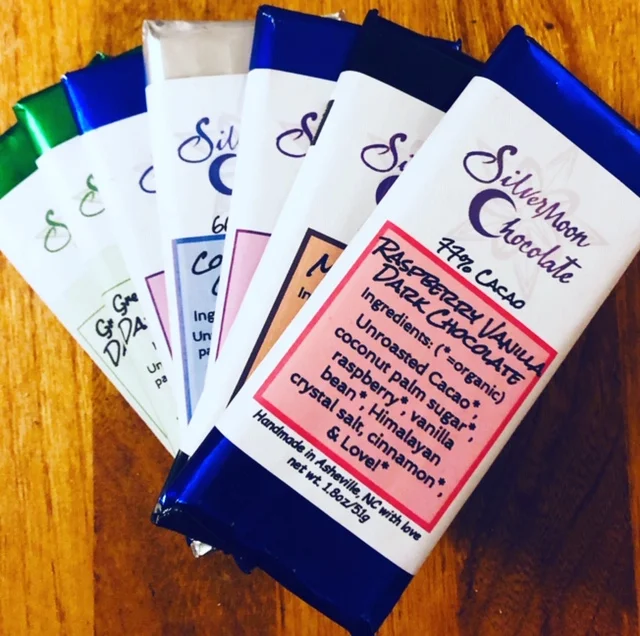 SilverMoon
Chocolate
77% Cacao
Raspberry Vanilla
Dark Chocolate
Ingredients: (*=organic)
Unroasted Cacao*,
coconut palm sugar*,
raspberry*, vanilla
bean*, Himalayan
crystal salt, cinnamon*,
& Love!*
Handmade in Asheville, NC with love
net wt. 1.8oz/51g